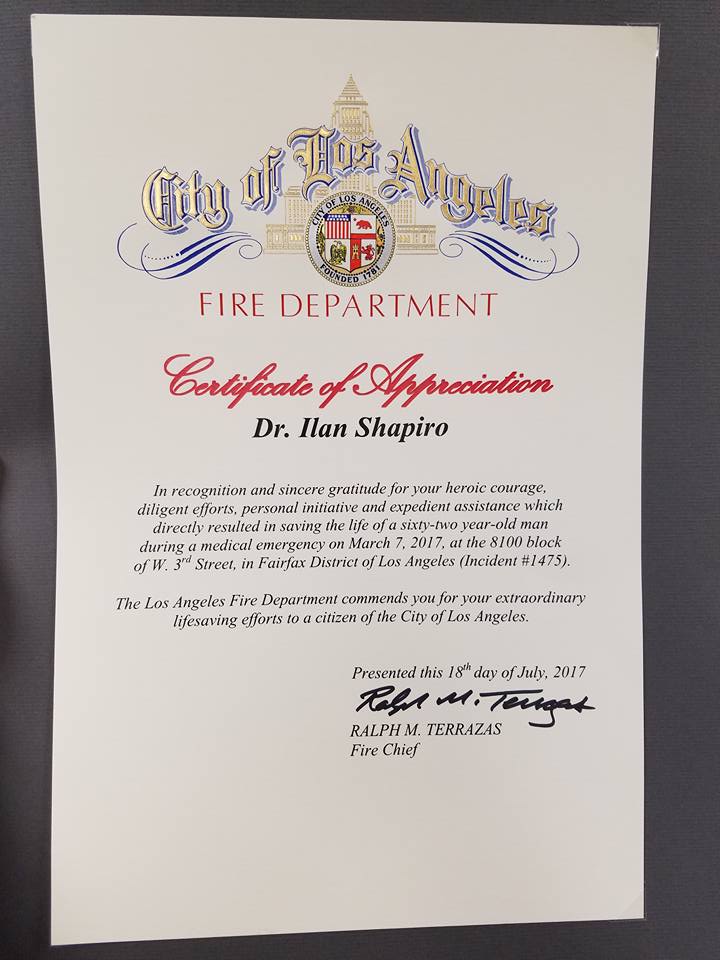 City of Los Angeles
CITY OF LOS ANGELES
FOUNDED 1781
FIRE DEPARTMENT
Certificate of Appreciation
Dr. Ilan Shapiro
In recognition and sincere gratitude for your heroic courage,
diligent efforts, personal initiative and expedient assistance which
directly resulted in saving the life of a sixty-two year-old man
during a medical emergency on March 7, 2017, at the 8100 block
of W. 3rd Street, in Fairfax District of Los Angeles (Incident #1475).
The Los Angeles Fire Department commends you for your extraordinary
lifesaving efforts to a citizen of the City of Los Angeles.
Presented this 18th day of July, 2017
Ralph M. Terrazas
RALPH M. TERRAZAS
Fire Chief